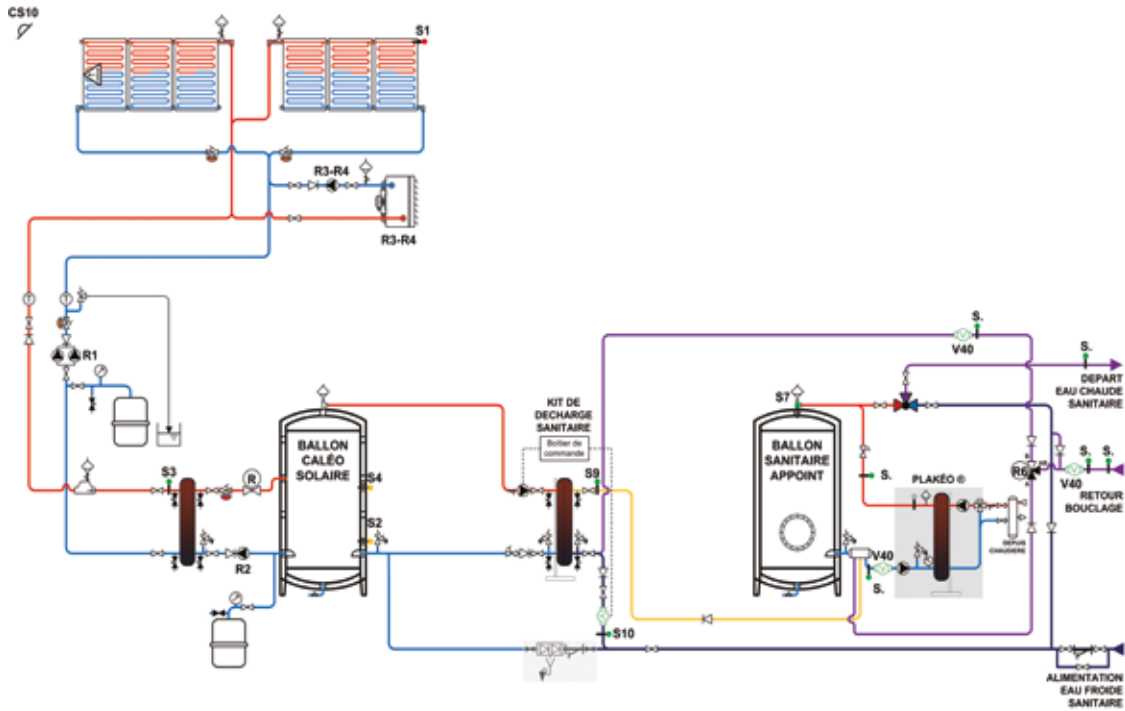 CS10
S1
R3-R4
R3-R4
T
T
R1
S.
V40
S.
DEPART
EAU CHAUDE
SANITAIRE
S7
KIT DE
DECHARGE
SANITAIRE
Boîtier de
commande
BALLON
CALÉO
SOLAIRE
BALLON
SANITAIRE
APPOINT
S3
R
S4
S9
S.
PLAKÉO ®
R6
V40
S.
S.
RETOUR
BOUCLAGE
S2
R2
V40
S.
DEPUIS
CHAUDIERE
S10
ALIMENTATION
EAU FROIDE
SANITAIRE